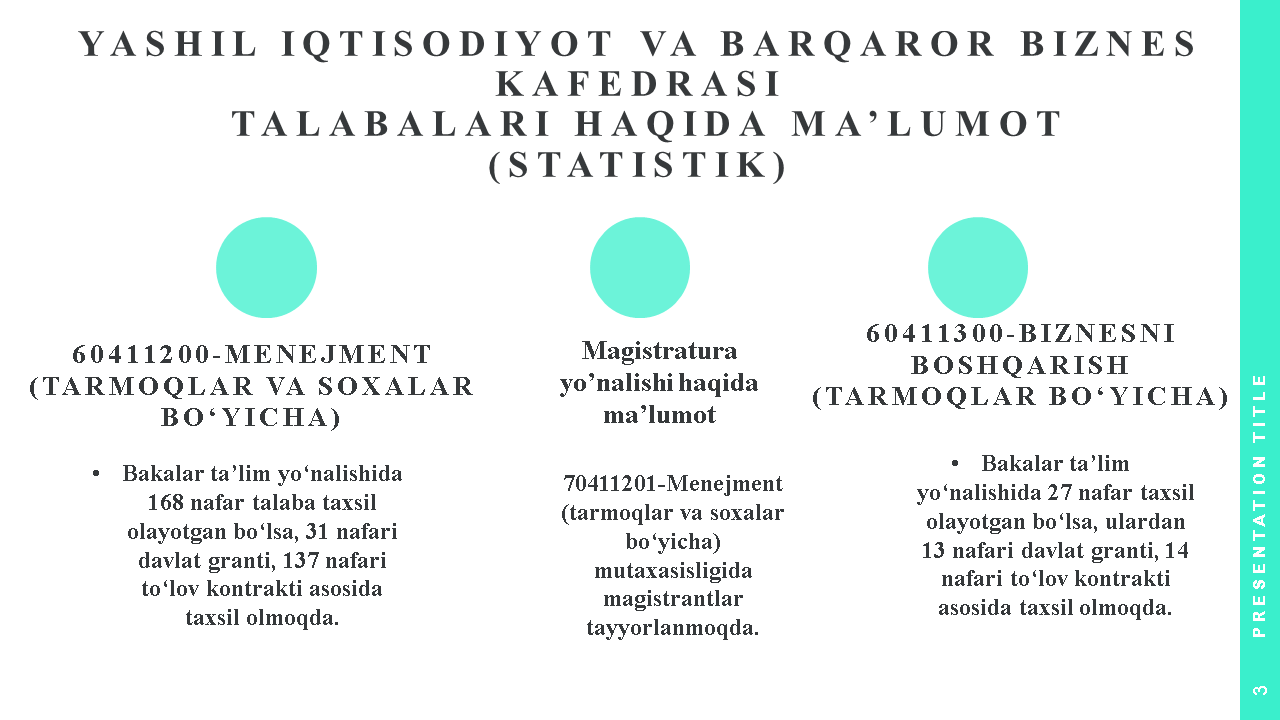 YASHIL IQTISODIYOT VA BARQAROR BIZNES
KAFEDRASI
TALABALARI HAQIDA MA’LUMOT
(STATISTIK)
60411200-MENEJMENT
(TARMOQLAR VA SOXALAR
BO‘YICHA)
• Bakalar ta’lim yo‘nalishida
168 nafar talaba taxsil
olayotgan bo‘lsa, 31 nafari
davlat granti, 137 nafari
to‘lov kontrakti asosida
taxsil olmoqda.
Magistratura
yo’nalishi haqida
ma’lumot
70411201-Menejment
(tarmoqlar va soxalar
bo‘yicha)
mutaxasisligida
magistrantlar
tayyorlanmoqda.
60411300-BIZNESNI
BOSHQARISH
(TARMOQLAR BO‘YICHA)
• Bakalar ta’lim
yo‘nalishida 27 nafar taxsil
olayotgan bo‘lsa, ulardan
13 nafari davlat granti, 14
nafari to‘lov kontrakti
asosida taxsil olmoqda.
PRESENTATION TITLE
3